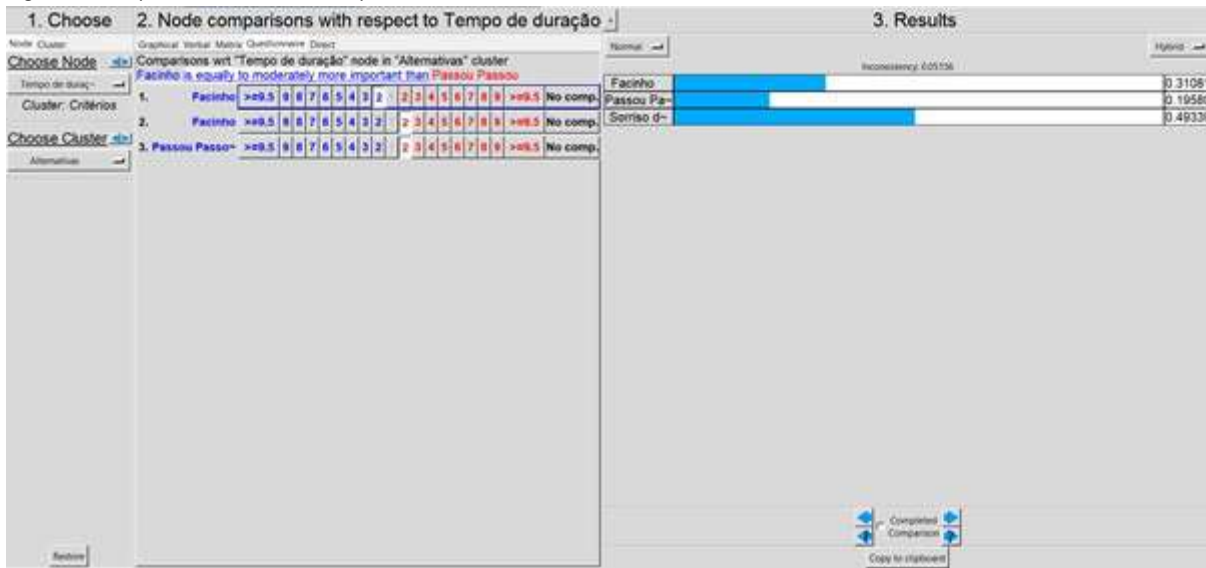 1. Choose
2. Node comparisons with respect to Tempo de duração
3. Results
Node Cluster
Choose Node
Tempo de duraç~
Cluster: Critérios
Choose Cluster
Alternativas
Restore
Graphical Verbal Matrix Questionnaire Direct
Comparisons wrt "Tempo de duração" node in "Alternativas" cluster
Facinho is equally to moderately more important than Passou Passou
1. Facinho >=9.5 9 8 7 6 5 4 3 2 2 3 4 5 6 7 8 9 >=9.5 No comp.
2. Facinho >=9.5 9 8 7 6 5 4 3 2 2 3 4 5 6 7 8 9 >=9.5 No comp.
3. Passou Passo~ >=9.5 9 8 7 6 5 4 3 2 2 3 4 5 6 7 8 9 >=9.5 No comp.
Normal
Hybrid
Inconsistency: 0.05156
Facinho 0.3108
Passou Pa~ 0.1958
Sorriso d~ 0.4933
Completed
Comparison
Copy to clipboard